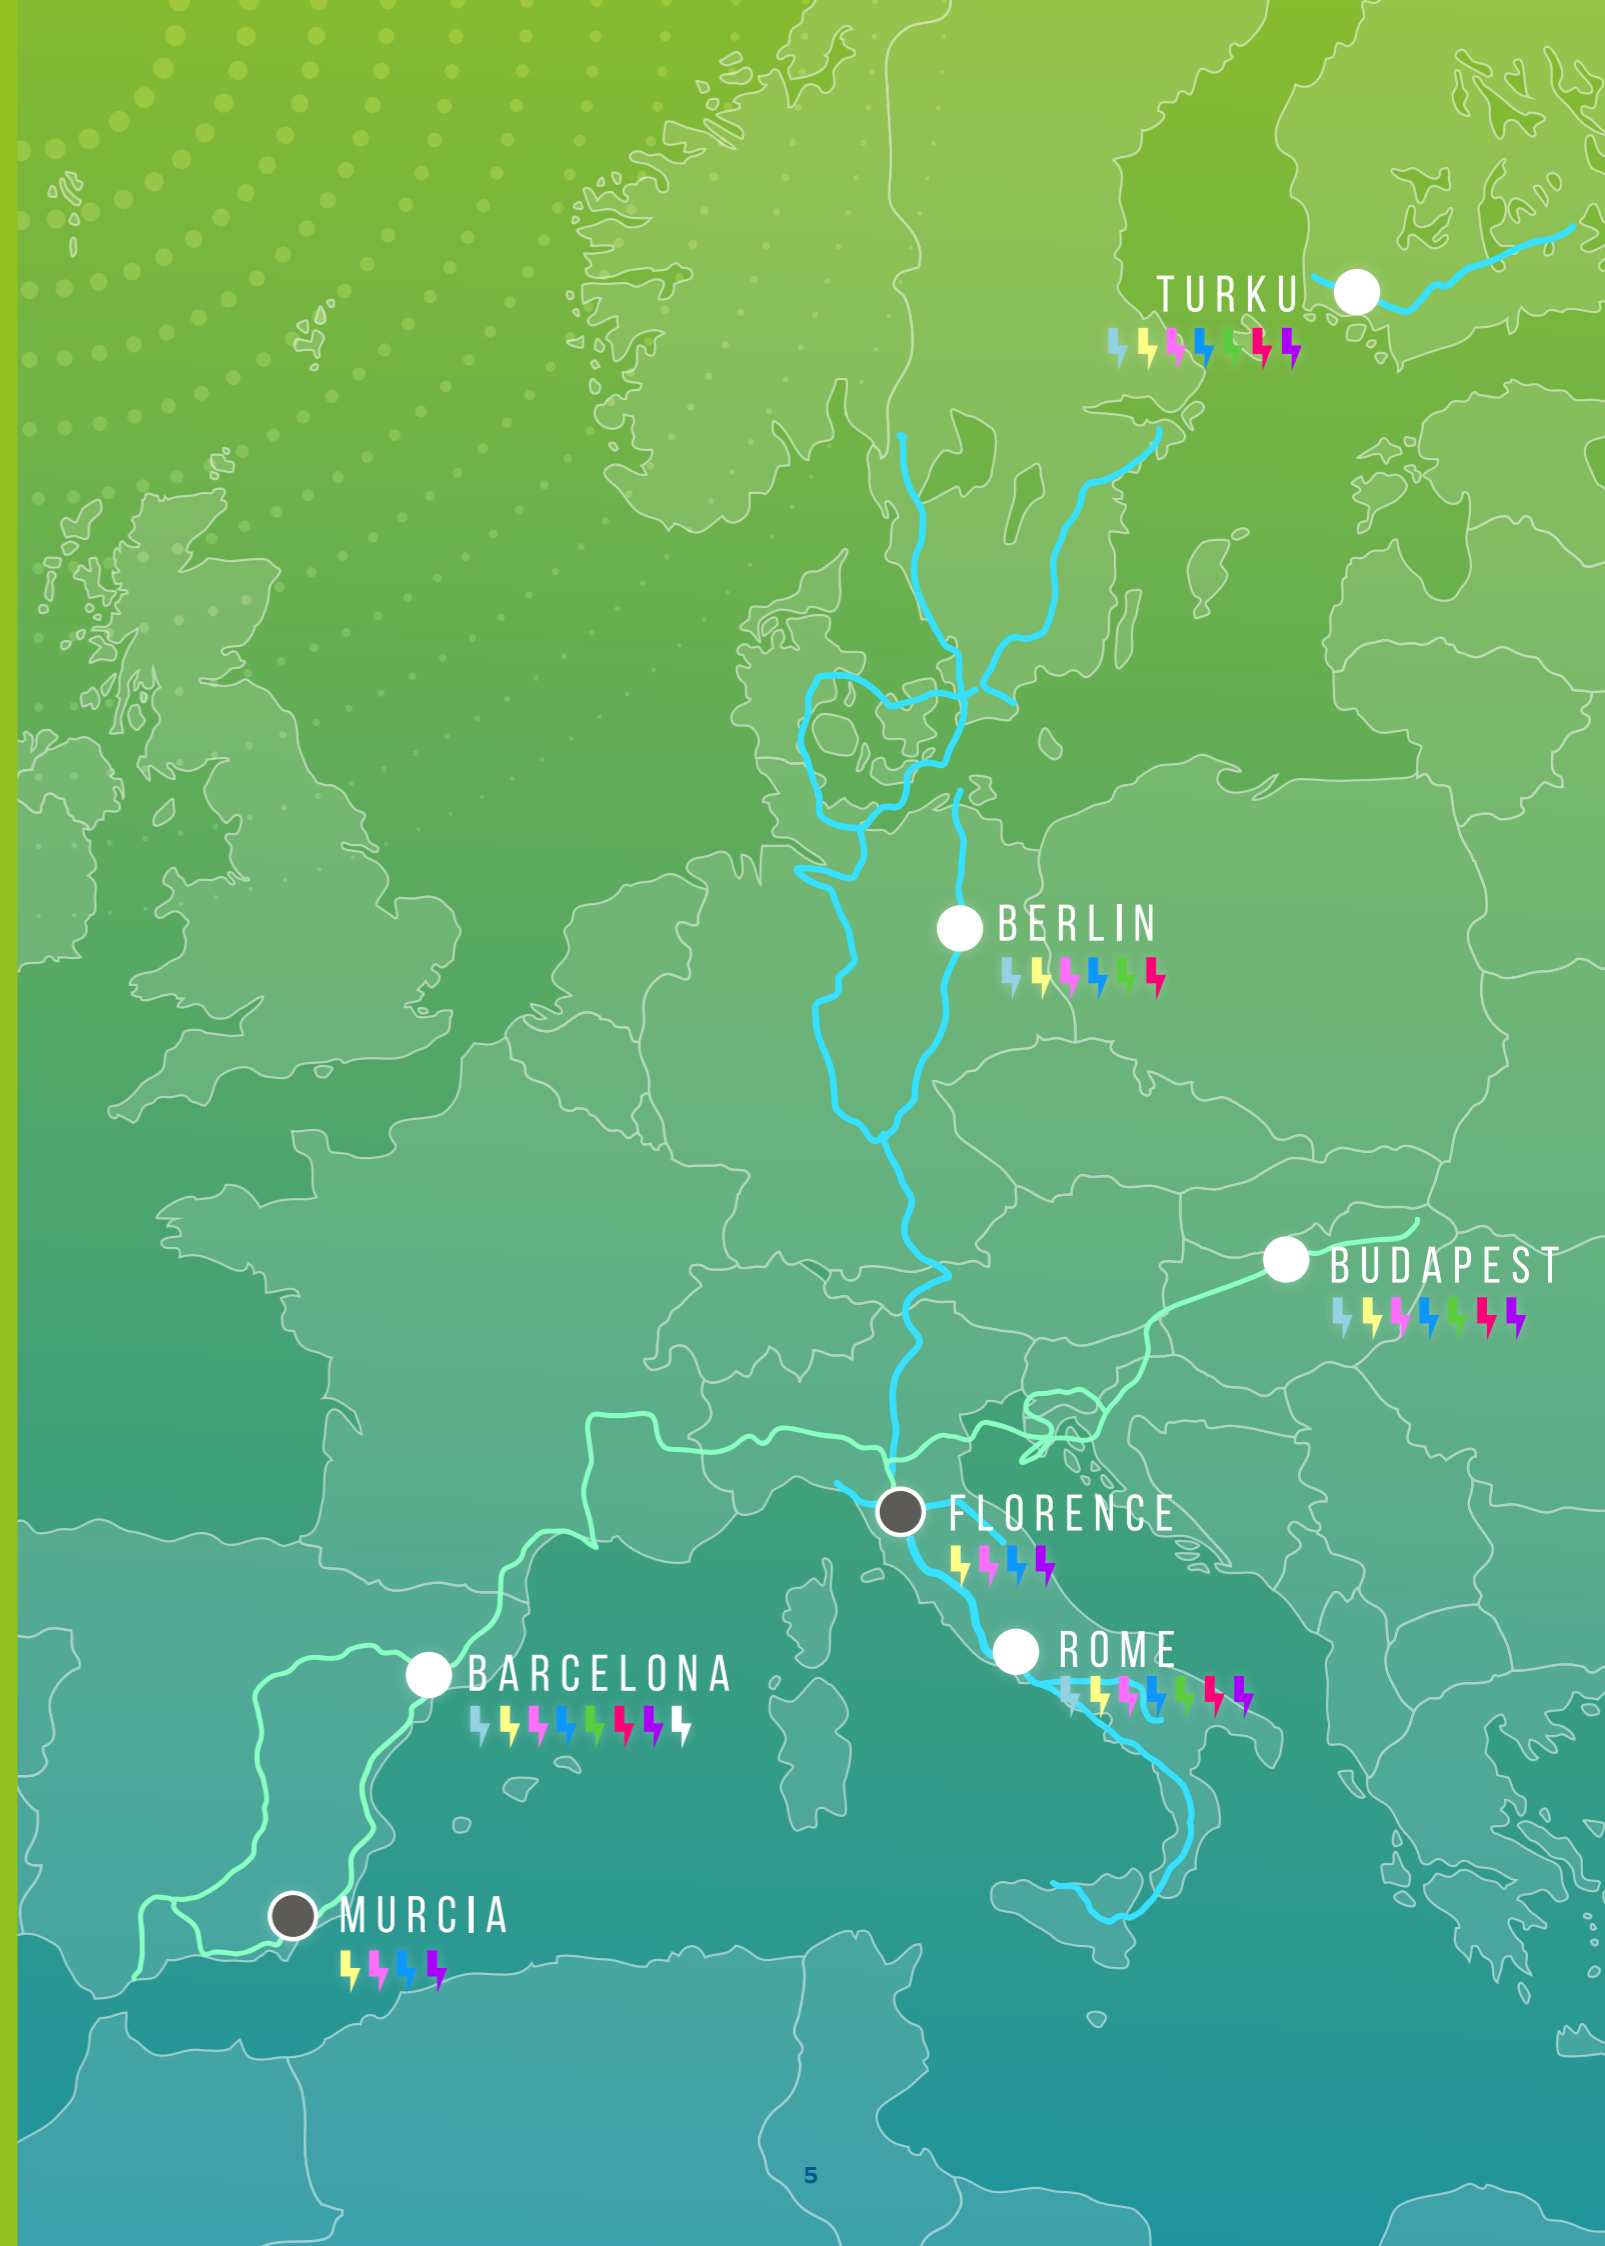 TURKU
BERLIN
BUDAPEST
FLORENCE
ROME
BARCELONA
MURCIA
5